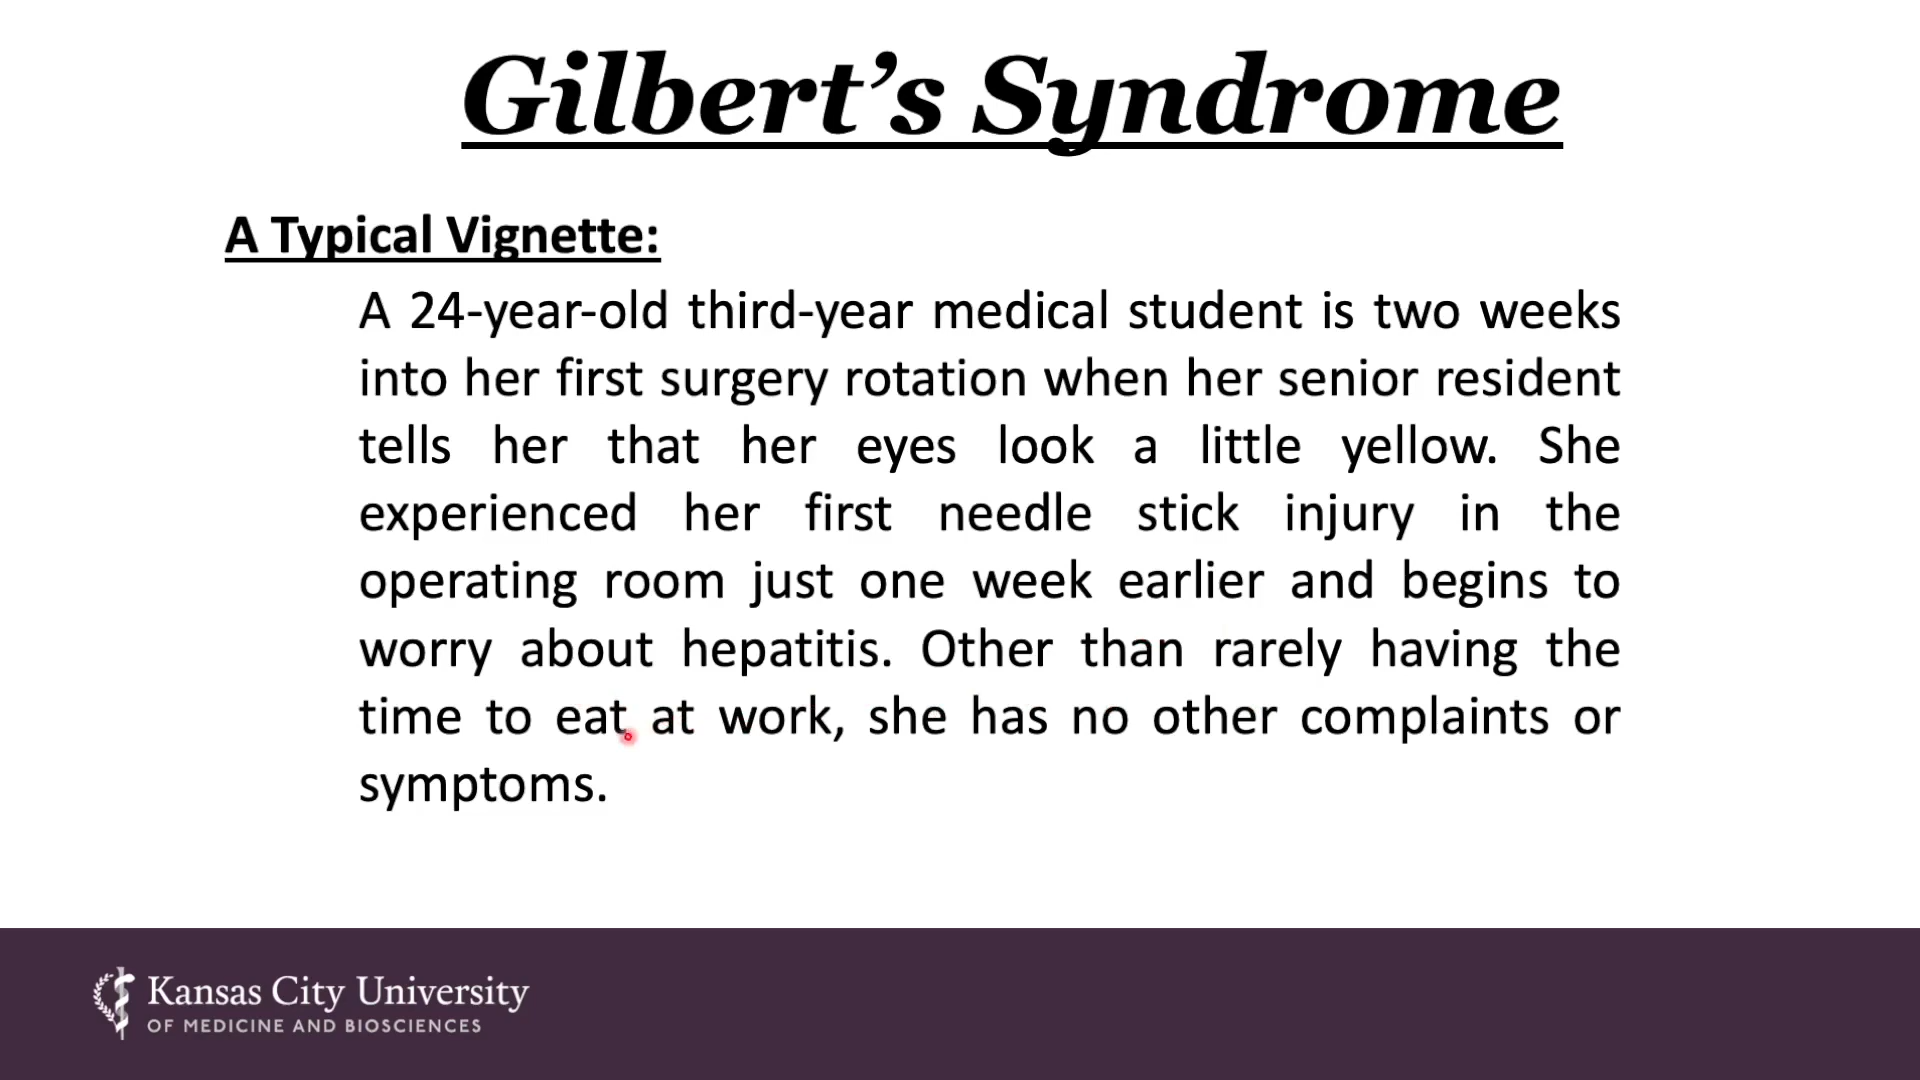 Gilbert’s Syndrome
A Typical Vignette:
A 24-year-old third-year medical student is two weeks
into her first surgery rotation when her senior resident
tells her that her eyes look a little yellow. She
experienced her first needle stick injury in the
operating room just one week earlier and begins to
worry about hepatitis. Other than rarely having the
time to eat at work, she has no other complaints or
symptoms.
Kansas City University
OF MEDICINE AND BIOSCIENCES